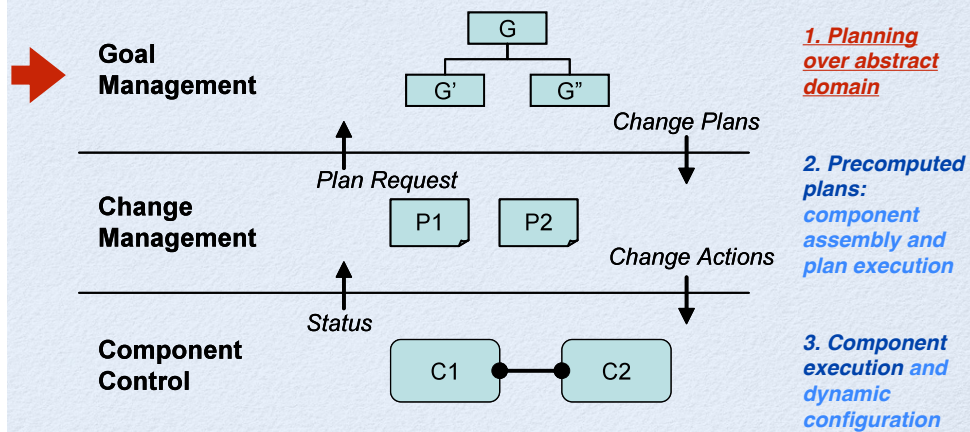 Goal
Management
G
G'
G”
1. Planning
over abstract
domain
Change Plans
Plan Request
Change
Management
P1
P2
2. Precomputed
plans:
component
assembly and
plan execution
Change Actions
Status
Component
Control
C1
C2
3. Component
execution and
dynamic
configuration